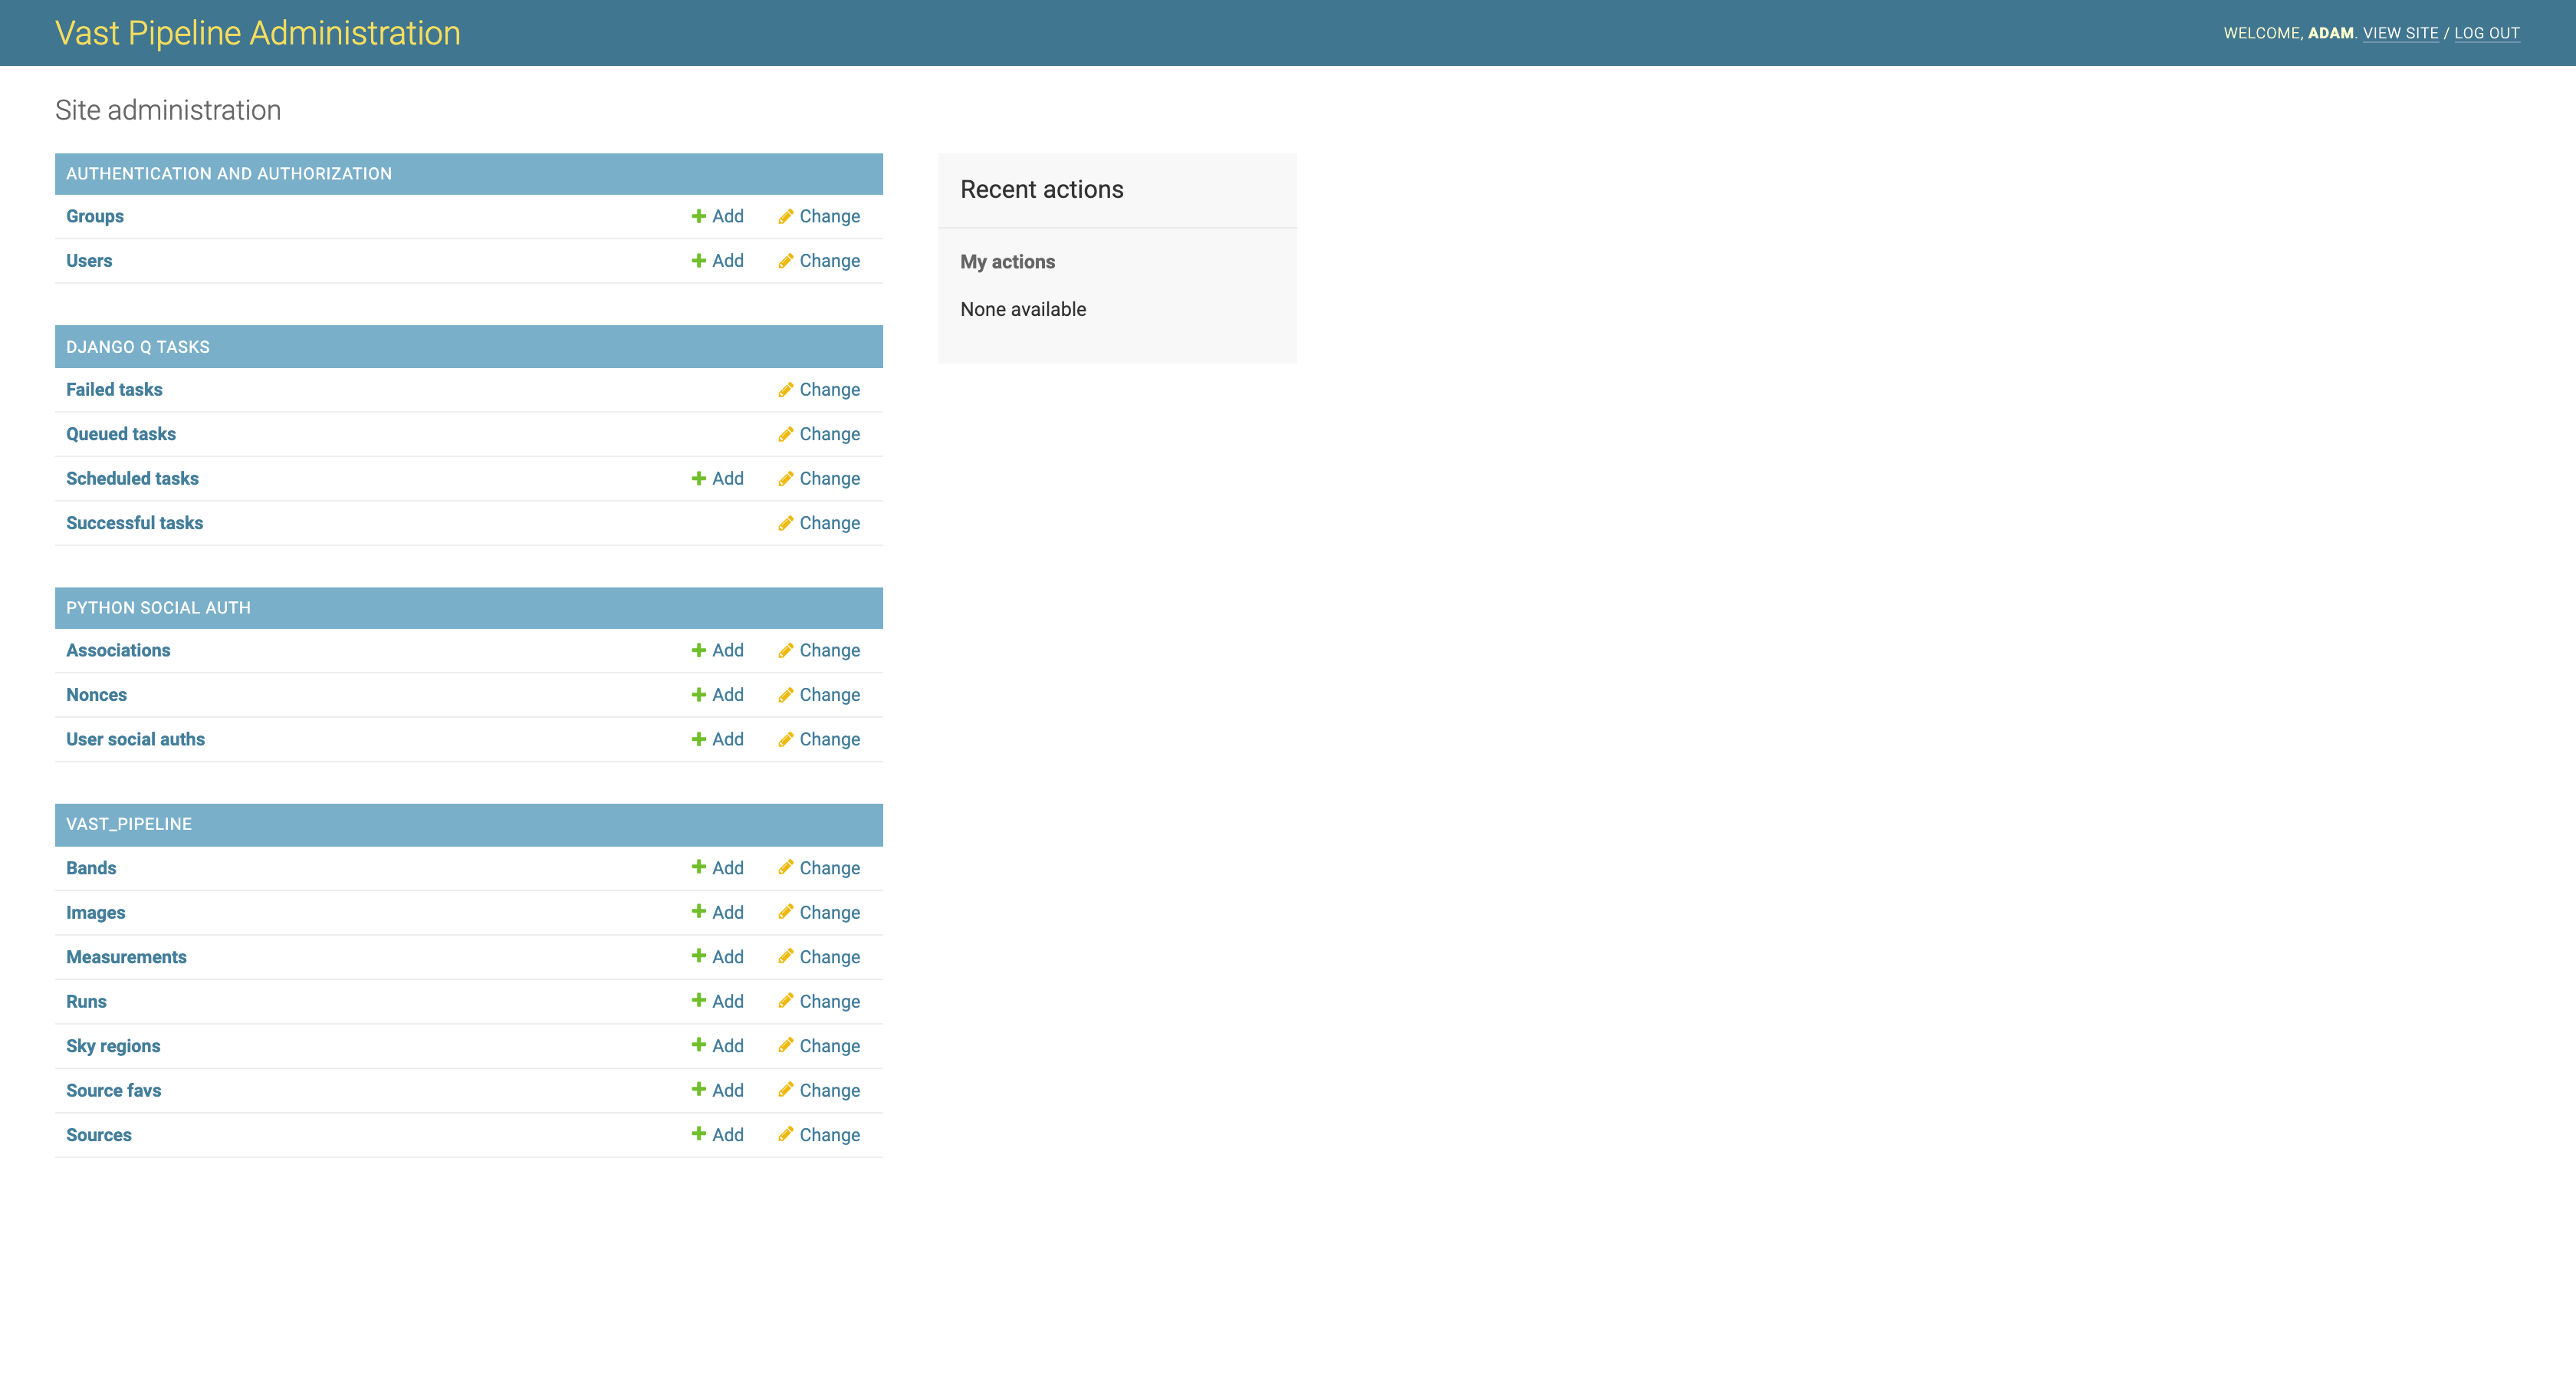 Vast Pipeline Administration
WELCOME, ADAM. VIEW SITE / LOG OUT
Site administration
AUTHENTICATION AND AUTHORIZATION
Groups Add Change
Users Add Change
DJANGO Q TASKS
Failed tasks Change
Queued tasks Change
Scheduled tasks Add Change
Successful tasks Change
PYTHON SOCIAL AUTH
Associations Add Change
Nonces Add Change
User social auths Add Change
VAST_PIPELINE
Bands Add Change
Images Add Change
Measurements Add Change
Runs Add Change
Sky regions Add Change
Source favs Add Change
Sources Add Change
Recent actions
My actions
None available